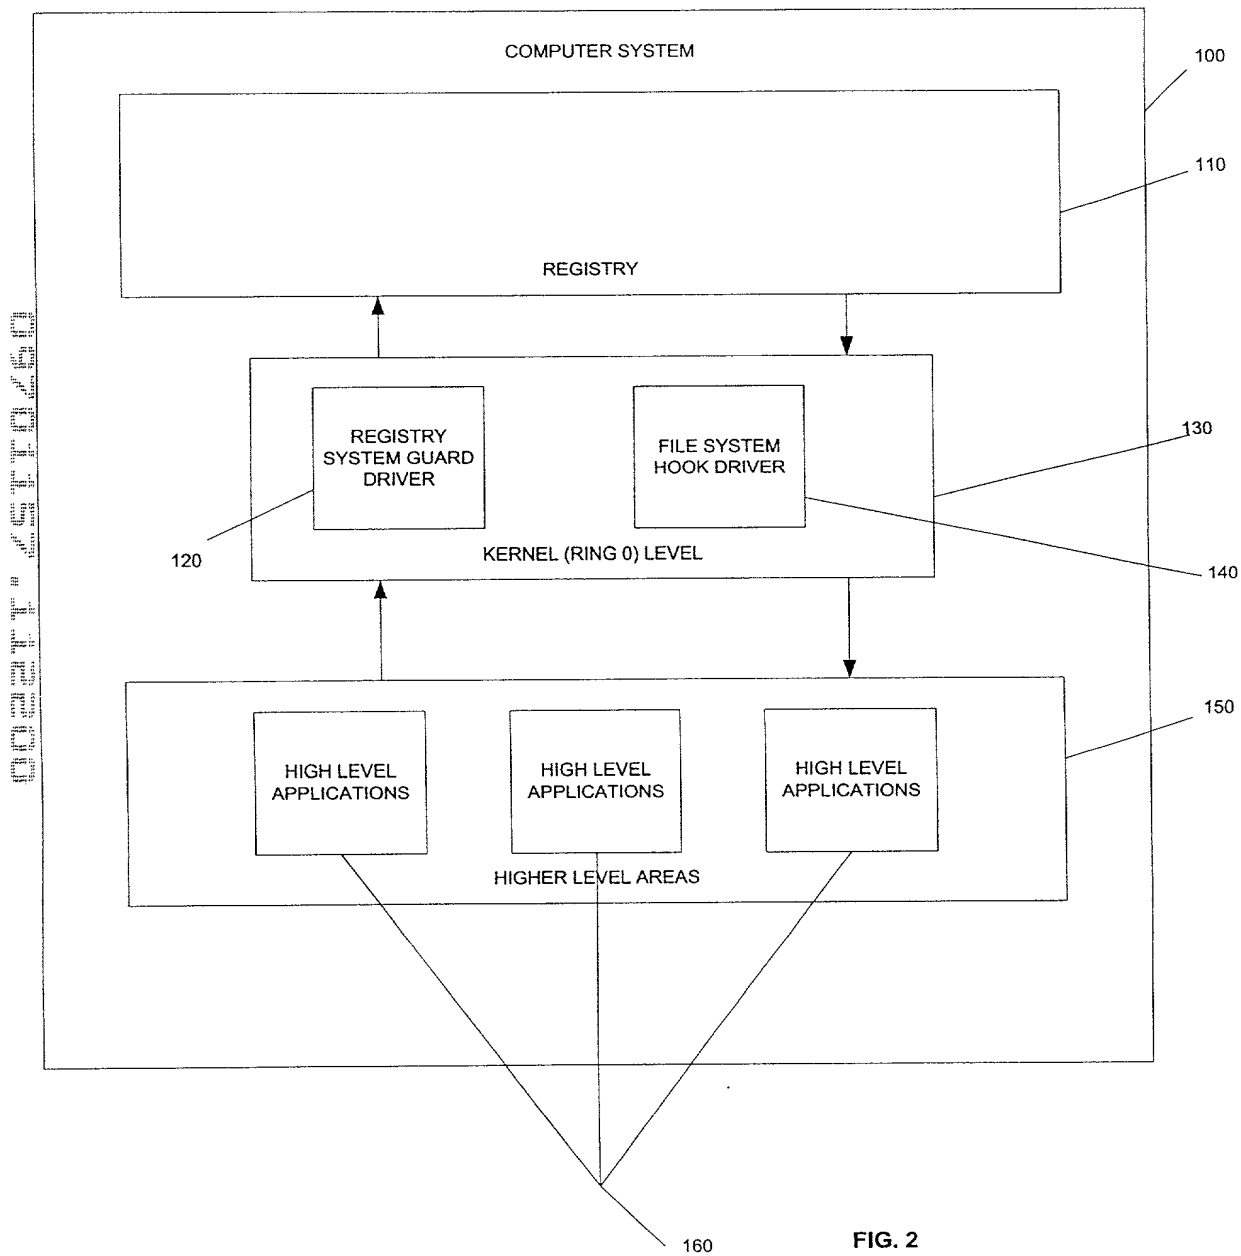 COMPUTER SYSTEM
100
110
REGISTRY
REGISTRY
SYSTEM GUARD
DRIVER
FILE SYSTEM
HOOK DRIVER
130
120
KERNEL (RING 0) LEVEL
140
150
HIGH LEVEL
APPLICATIONS
HIGH LEVEL
APPLICATIONS
HIGH LEVEL
APPLICATIONS
HIGHER LEVEL AREAS
160
FIG. 2